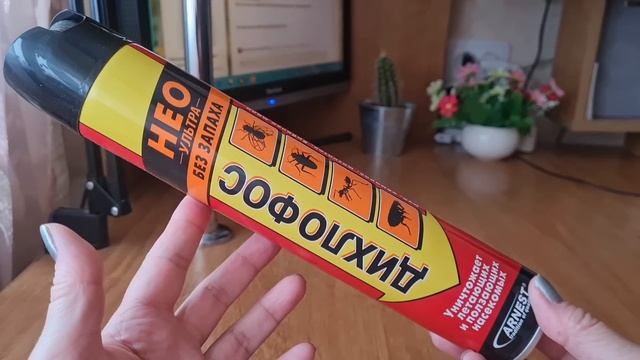 НЕО
УЛЬТРА
БЕЗ ЗАПАХА
ДИХЛОФОС
Уничтожает
летающих
и ползающих
насекомых
ARNEST